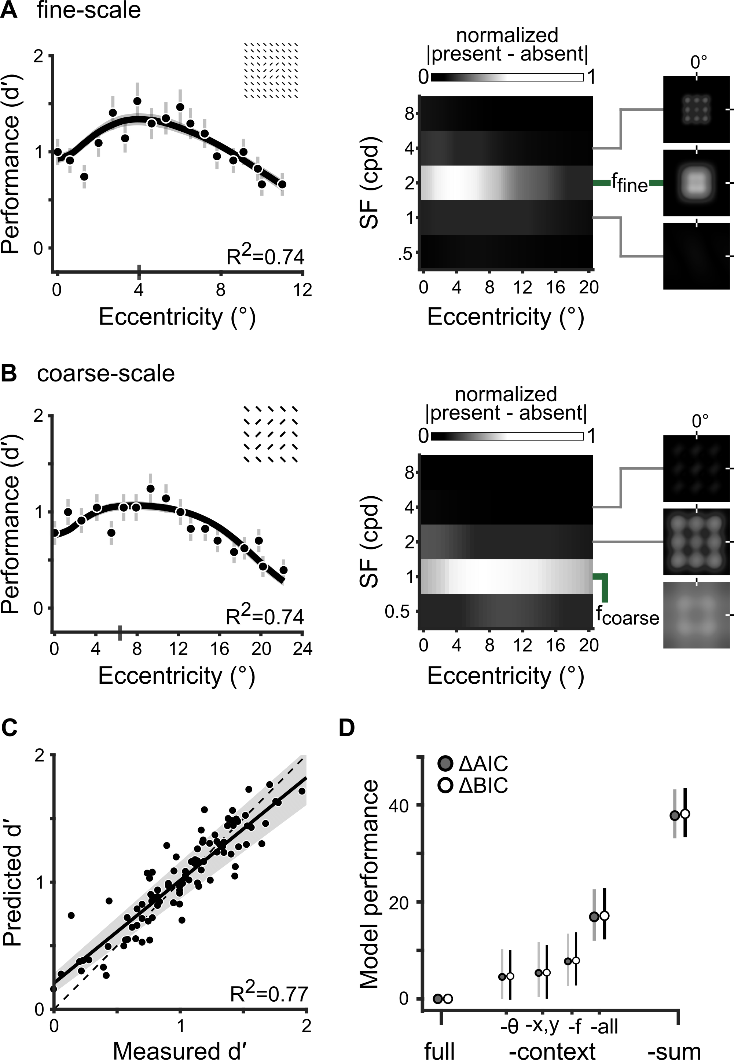 A fine-scale
2
1
0
Performance (d′)
R²=0.74
0 4 8 12
Eccentricity (°)
normalized
|present - absent|
0 1
8
4
2
1
.5
SF (cpd)
0 4 8 12 16 20
Eccentricity (°)
ffine
0°
B coarse-scale
2
1
0
Performance (d′)
R²=0.74
0 4 8 12 16 20 24
Eccentricity (°)
normalized
|present - absent|
0 1
8
4
2
1
0.5
SF (cpd)
0 4 8 12 16 20
Eccentricity (°)
fcoarse
0°
C
2
1
0
Predicted d′
R²=0.77
0 1 2
Measured d′
D
ΔAIC
ΔBIC
40
20
0
Model performance
-θ -x,y -f -all
full -context -sum